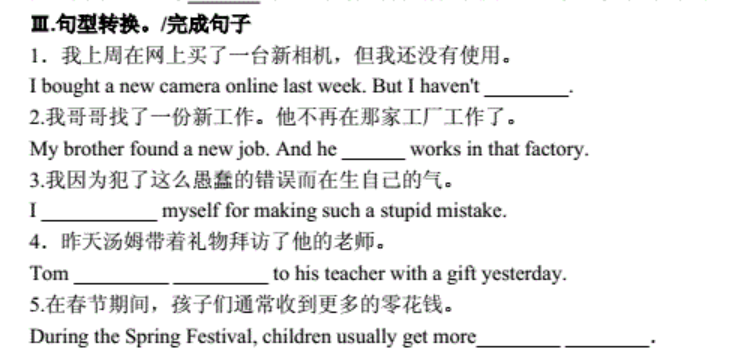 Ⅲ.句型转换。/完成句子
1．我上周在网上买了一台新相机，但我还没有使用。
I bought a new camera online last week. But I haven't ________.
2.我哥哥找了一份新工作。他不再在那家工厂工作了。
My brother found a new job. And he ______ works in that factory.
3.我因为犯了这么愚蠢的错误而在生自己的气。
I ___________ myself for making such a stupid mistake.
4．昨天汤姆带着礼物拜访了他的老师。
Tom _________ _________ to his teacher with a gift yesterday.
5.在春节期间，孩子们通常收到更多的零花钱。
During the Spring Festival, children usually get more________ ________.